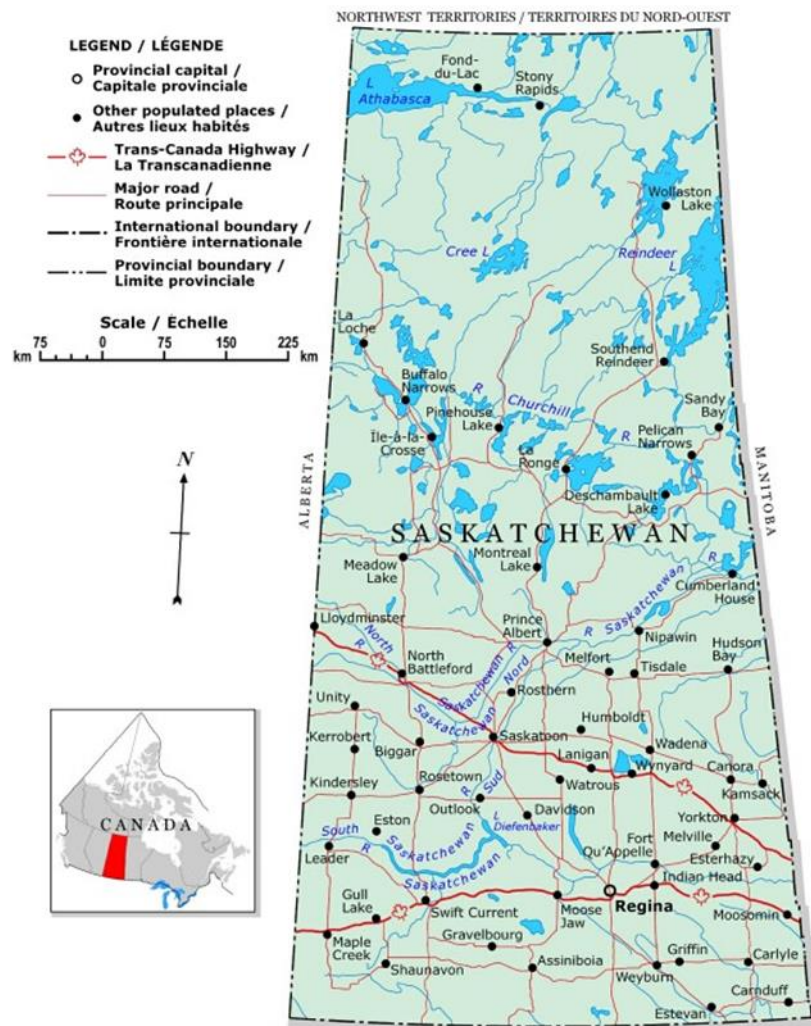 NORTHWEST TERRITORIES / TERRITOIRES DU NORD-OUEST
LEGEND / LÉGENDE
Provincial capital /
Capitale provinciale
Other populated places /
Autres lieux habités
Trans-Canada Highway /
La Transcanadienne
Major road /
Route principale
International boundary /
Frontière internationale
Provincial boundary /
Limite provinciale
Scale / Échelle
km 75 0 75 150 225 km
N
CANADA
ALBERTA
MANITOBA
SASKATCHEWAN
L
Athabasca
Fond-
du-Lac
Stony
Rapids
Wollaston
Lake
Cree L
Reindeer
L
La
Loche
Southend
Reindeer
Buffalo
Narrows
R
Churchill
R
Pinehouse
Lake
Sandy
Bay
Île-à-la-
Crosse
Pelican
Narrows
La
Ronge
Deschambault
Lake
Meadow
Lake
Montreal
Lake
R
Saskatchewan
R
Cumberland
House
Lloydminster
North
R
Prince
Albert
Nipawin
Hudson
Bay
North
Battleford
Saskatchewan
R
Nord
Melfort
Tisdale
Rosthern
Unity
Saskatchewan
Humboldt
Kerrobert
Biggar
Saskatoon
Wadena
Lanigan
Wynyard
Canora
Kamsack
Kindersley
Rosetown
R
Sud
Watrous
Outlook
Davidson
Yorkton
Eston
Saskatchewan
L
Diefenbaker
Melville
South
R
Leader
Saskatchewan
Fort
Qu'Appelle
Esterhazy
Indian Head
Gull
Lake
Swift Current
Moose
Jaw
Regina
Moosomin
Maple
Creek
Gravelbourg
Shaunavon
Assiniboia
Griffin
Weyburn
Carlyle
Carnduff
Estevan